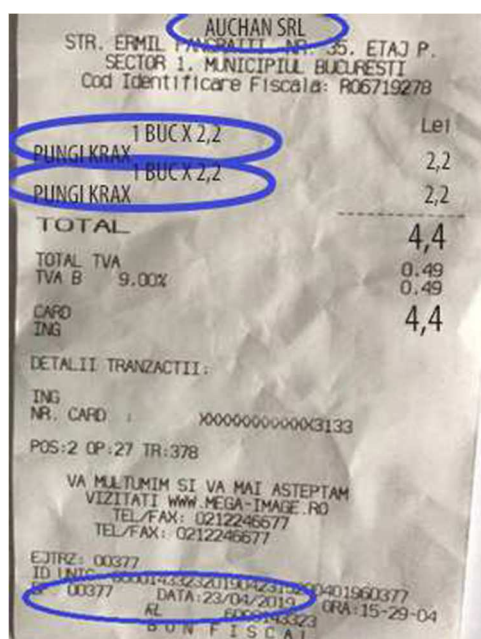 AUCHAN SRL
STR. ERMIL PANGRATTI. NR. 35. ETAJ P.
SECTOR 1. MUNICIPIUL BUCURESTI
Cod Identificare Fiscala: RO6719278
Lei
1 BUC X 2,2
PUNGI KRAX 2,2
1 BUC X 2,2
PUNGI KRAX 2,2
TOTAL 4,4
TOTAL TVA 0.49
TVA B 9.00% 0.49
CARD 4,4
ING
DETALII TRANZACTII:
ING
NR. CARD : XXXXXXXXXXXX3133
POS:2 OP:27 TR:378
VA MULTUMIM SI VA MAI ASTEPTAM
VIZITATI WWW.MEGA-IMAGE.RO
TEL/FAX: 0212246677
TEL/FAX: 0212246677
EJTRZ: 00377
ID UNIC
00377 DATA:23/04/2019 ORA:15-29-04
BON FISCAL